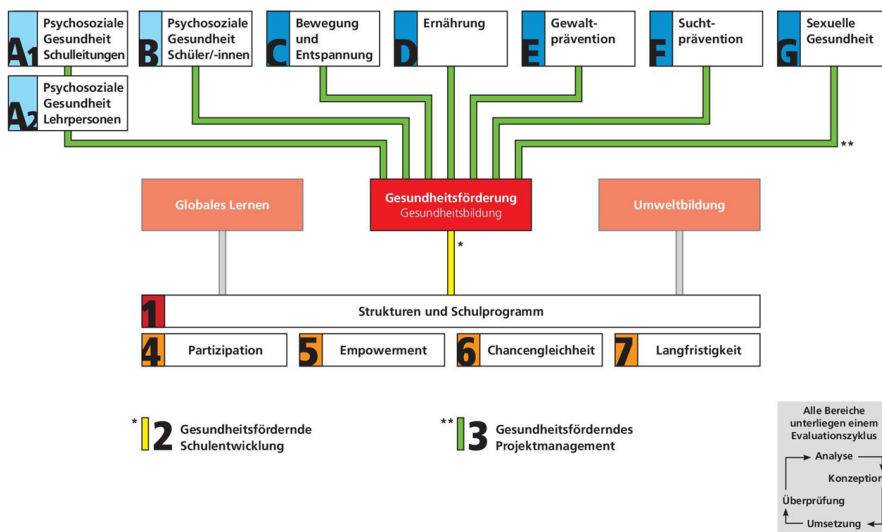 A1 Psychosoziale
Gesundheit
Schulleitungen
B Psychosoziale
Gesundheit
Schüler/-innen
C Bewegung
und
Entspannung
D Ernährung
E Gewalt-
prävention
F Sucht-
prävention
G Sexuelle
Gesundheit
A2 Psychosoziale
Gesundheit
Lehrpersonen
**
Globales Lernen
Gesundheitsförderung
Gesundheitsbildung
Umweltbildung
*
1 Strukturen und Schulprogramm
4 Partizipation
5 Empowerment
6 Chancengleichheit
7 Langfristigkeit
* 2 Gesundheitsfördernde
Schulentwicklung
** 3 Gesundheitsförderndes
Projektmanagement
Alle Bereiche
unterliegen einem
Evaluationszyklus
Analyse
Konzeption
Überprüfung
Umsetzung